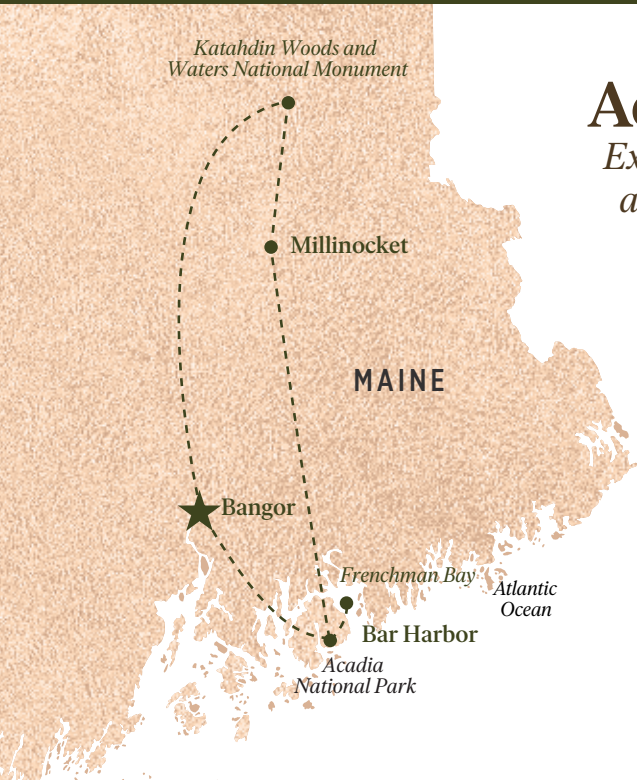 Katahdin Woods and
Waters National Monument
Millinocket
MAINE
Bangor
Frenchman Bay
Atlantic
Ocean
Bar Harbor
Acadia
National Park